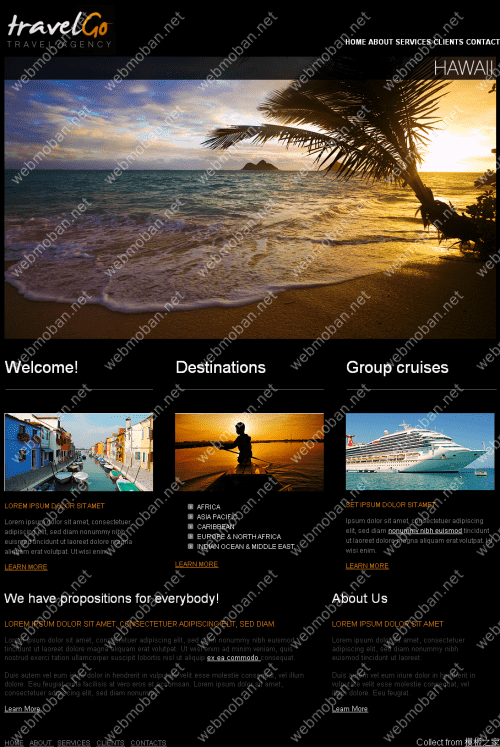 travelGo
TRAVEL AGENCY
HOME ABOUT SERVICES CLIENTS CONTACT
HAWAII
Welcome!
Destinations
Group cruises
LOREM IPSUM DOLOR SIT AMET
Lorem ipsum dolor sit amet, consectetuer
adipiscing elit, sed diam nonummy nibh
euismod tincidunt ut laoreet dolore magna
aliquam erat volutpat. Ut wisi enim.
LEARN MORE
AFRICA
ASIA PACIFIC
CARIBBEAN
EUROPE & NORTH AFRICA
INDIAN OCEAN & MIDDLE EAST
LEARN MORE
SET IPSUM DOLOR SIT AMET
Ipsum dolor sit amet, consectetuer adipiscing
elit, sed diam nonummy nibh euismod tincidunt
ut laoreet dolore magna aliquam erat volutpat. Ut
wisi enim.
LEARN MORE
We have propositions for everybody!
LOREM IPSUM DOLOR SIT AMET, CONSECTETUER ADIPISCING ELIT, SED DIAM
Lorem ipsum dolor sit amet, consectetuer adipiscing elit, sed diam nonummy nibh euismod
tincidunt ut laoreet dolore magna aliquam erat volutpat. Ut wisi enim ad minim veniam, quis
nostrud exerci tation ullamcorper suscipit lobortis nisl ut aliquip ex ea commodo consequat.
Duis autem vel eum iriure dolor in hendrerit in vulputate velit esse molestie consequat, vel illum
dolore. Eeu feugiat nulla facilisis at vero eros et accumsan. Lorem ipsum dolor sit amet,
consectetuer adipiscing elit, sed diam nonummy
Learn More
About Us
LOREM IPSUM DOLOR SIT AMET
Lorem ipsum dolor sit amet, consectetuer
adipiscing elit, sed diam nonummy nibh
euismod tincidunt ut laoreet
Duis autem vel eum iriure dolor in hendrerit in
vulputate velit esse molestie consequat, vel
illum dolore. Eeu feugiat
Learn More
HOME ABOUT SERVICES CLIENTS CONTACTS
Collect from 模板之家
webmoban.net